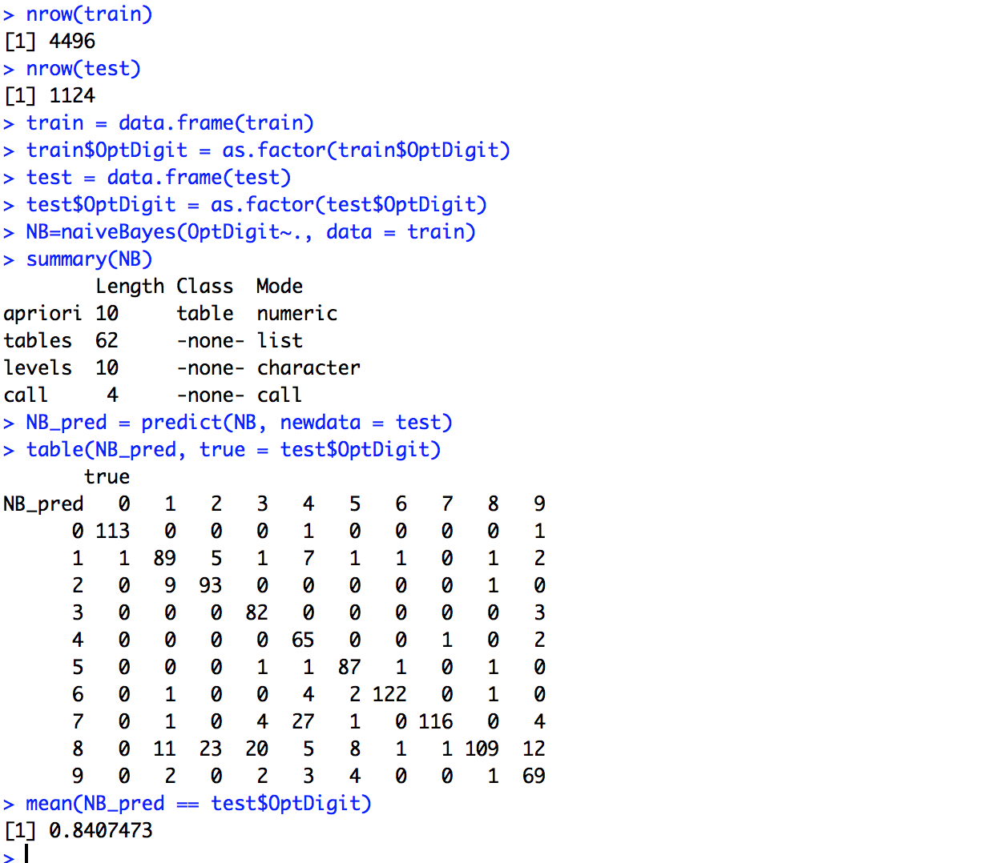 > nrow(train)
[1] 4496
> nrow(test)
[1] 1124
> train = data.frame(train)
> train$OptDigit = as.factor(train$OptDigit)
> test = data.frame(test)
> test$OptDigit = as.factor(test$OptDigit)
> NB=naiveBayes(OptDigit~., data = train)
> summary(NB)
        Length Class  Mode
apriori 10     table  numeric
tables  62     -none- list
levels  10     -none- character
call     4     -none- call
> NB_pred = predict(NB, newdata = test)
> table(NB_pred, true = test$OptDigit)
       true
NB_pred   0   1   2   3   4   5   6   7   8   9
      0 113   0   0   0   1   0   0   0   0   1
      1   1  89   5   1   7   1   1   0   1   2
      2   0   9  93   0   0   0   0   0   1   0
      3   0   0   0  82   0   0   0   0   0   3
      4   0   0   0   0  65   0   0   1   0   2
      5   0   0   0   1   1  87   1   0   1   0
      6   0   1   0   0   4   2 122   0   1   0
      7   0   1   0   4  27   1   0 116   0   4
      8   0  11  23  20   5   8   1   1 109  12
      9   0   2   0   2   3   4   0   0   1  69
> mean(NB_pred == test$OptDigit)
[1] 0.8407473
>